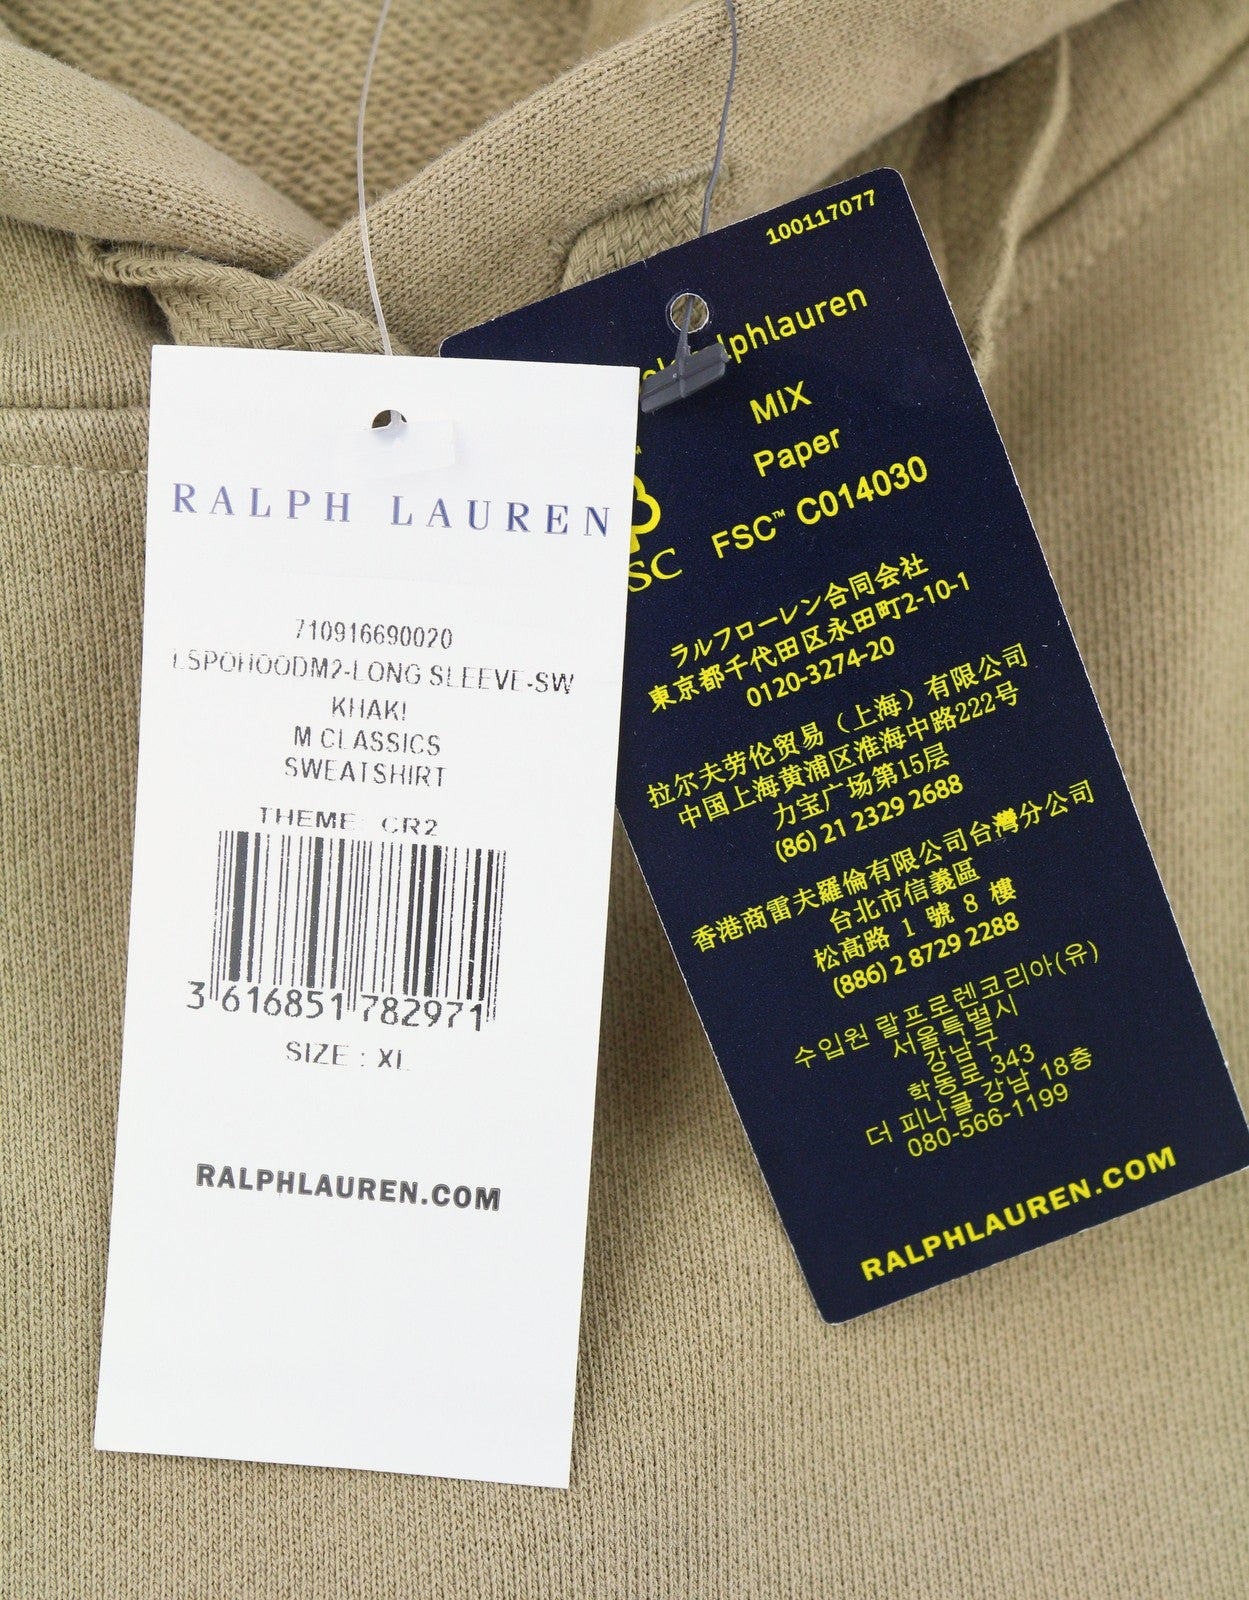 RALPH LAUREN
710916690020
LSPOHOODM2-LONG SLEEVE-SW
KHAKI
M CLASSICS
SWEATSHIRT
THEME: CR2
3 616851 782971
SIZE : XL
RALPHLAUREN.COM
100117077
MIX
Paper
FSC™ C014030
ラルフローレン合同会社
東京都千代田区永田町2-10-1
0120-3274-20
拉尔夫劳伦贸易（上海）有限公司
中国上海黄浦区淮海中路222号
力宝广场第15层
(86) 21 2329 2688
香港商雷夫羅倫有限公司台灣分公司
台北市信義區
松高路 1 號 8 樓
(886) 2 8729 2288
수입원 랄프로렌코리아(유)
서울특별시
강남구
학동로 343
더 피나클 강남 18층
080-566-1199
RALPHLAUREN.COM